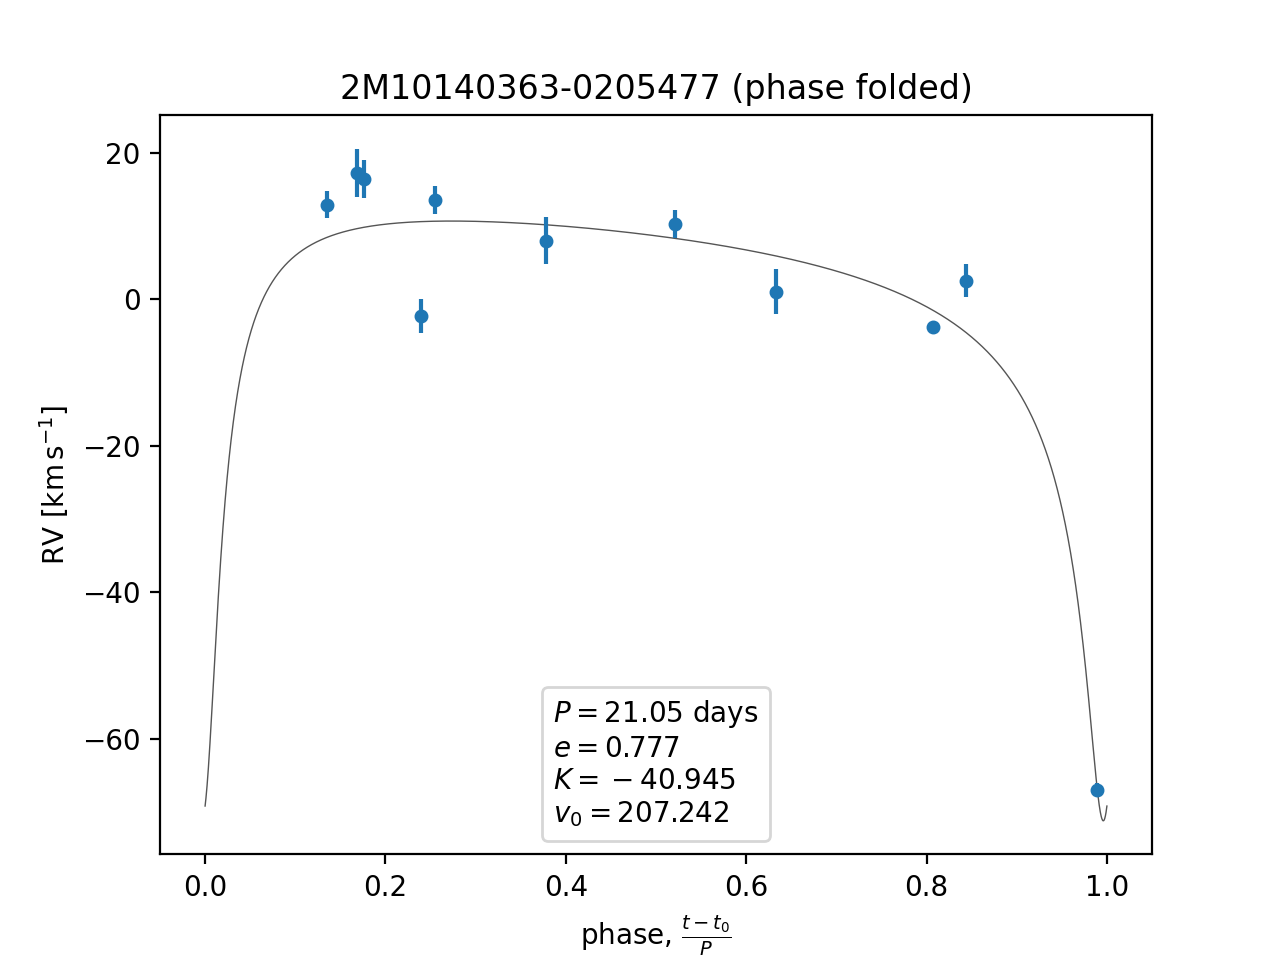 2M10140363-0205477 (phase folded)
20
0
−20
−40
−60
RV [km s⁻¹]
P = 21.05 days
e = 0.777
K = −40.945
v₀ = 207.242
0.0 0.2 0.4 0.6 0.8 1.0
phase, (t − t₀)/P